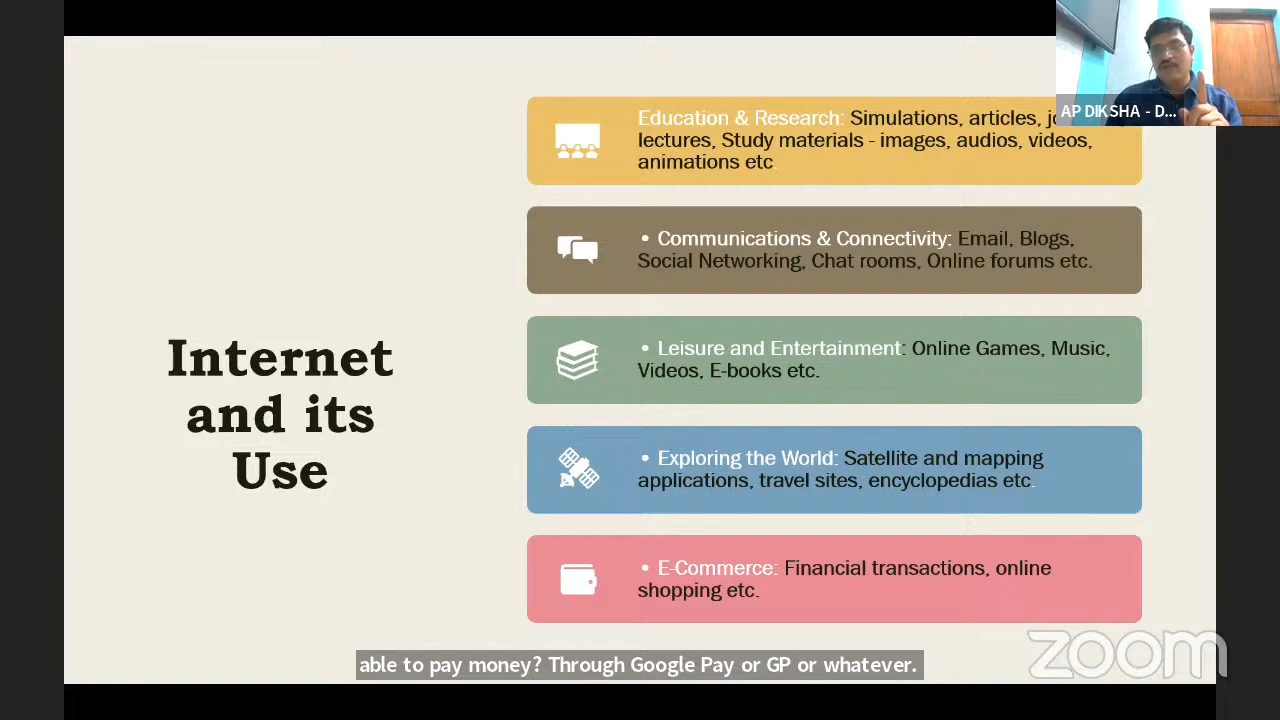 AP DIKSHA - D...
Education & Research: Simulations, articles,
lectures, Study materials - images, audios, videos,
animations etc.
• Communications & Connectivity: Email, Blogs,
Social Networking, Chat rooms, Online forums etc.
• Leisure and Entertainment: Online Games, Music,
Videos, E-books etc.
Internet
and its
Use
• Exploring the World: Satellite and mapping
applications, travel sites, encyclopedias etc.
• E-Commerce: Financial transactions, online
shopping etc.
zoom
able to pay money? Through Google Pay or GP or whatever.